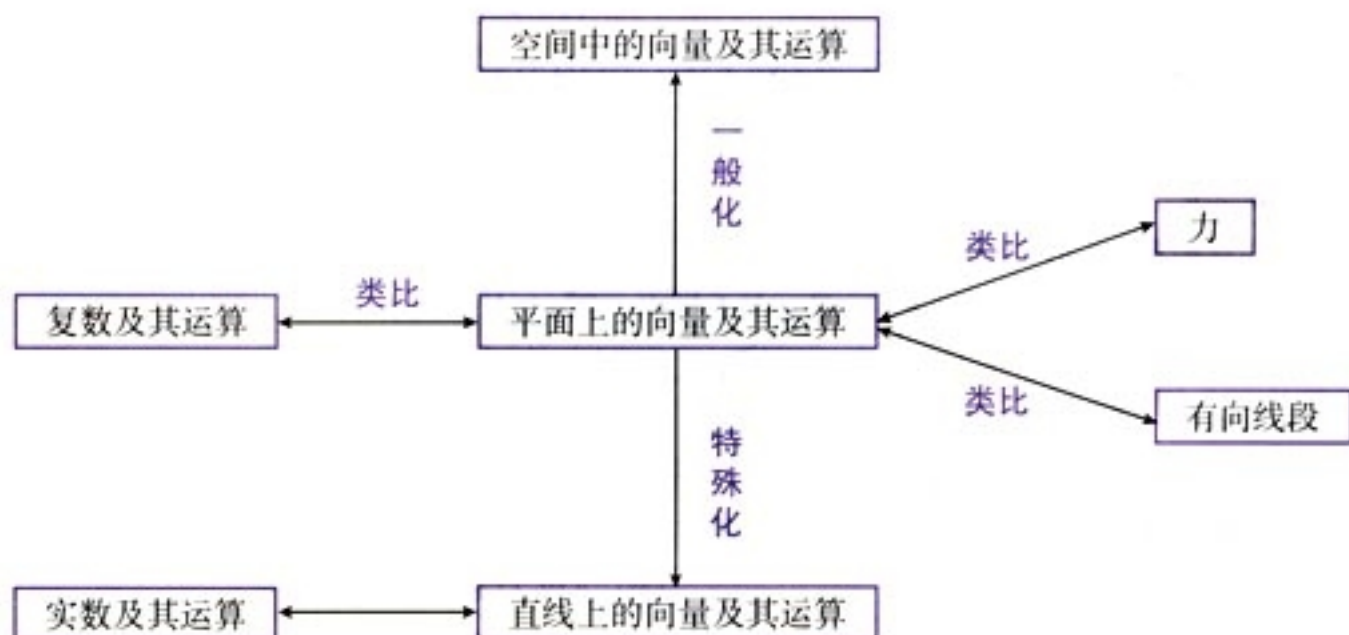 空间中的向量及其运算
一般化
力
类比
复数及其运算
类比
平面上的向量及其运算
类比
有向线段
特殊化
实数及其运算
直线上的向量及其运算